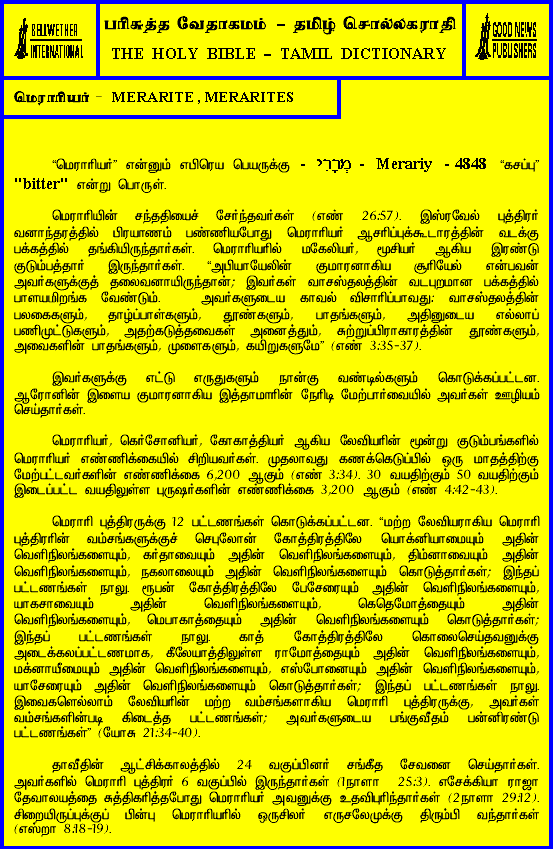 BELLWETHER
INTERNATIONAL
பரிசுத்த வேதாகமம் - தமிழ் சொல்லகராதி
THE HOLY BIBLE - TAMIL DICTIONARY
GOOD NEWS
PUBLISHERS
மெராரியர் - MERARITE, MERARITES
“மெராரியர்” என்னும் எபிரெய பெயருக்கு - מְרָרִי - Merariy - 4848 “கசப்பு”
"bitter" என்று பொருள்.
மெராரியின் சந்ததியைச் சேர்ந்தவர்கள் (எண் 26:57). இஸ்ரவேல் புத்திரர்
வனாந்தரத்தில் பிரயாணம் பண்ணியபோது மெராரியர் ஆசரிப்புக்கூடாரத்தின் வடக்கு
பக்கத்தில் தங்கியிருந்தார்கள். மெராரியரில் மகேலியர், மூசியர் ஆகிய இரண்டு
குடும்பத்தார் இருந்தார்கள். “அபியாயேலின் குமாரனாகிய சூரியேல் என்பவன்
அவர்களுக்குத் தலைவனாயிருந்தான்; இவர்கள் வாசஸ்தலத்தின் வடபுறமான பக்கத்தில்
பாளயமிறங்க வேண்டும். அவர்களுடைய காவல் விசாரிப்பாவது: வாசஸ்தலத்தின்
பலகைகளும், தாழ்ப்பாள்களும், தூண்களும், பாதங்களும், அதினுடைய எல்லாப்
பணிமுட்டுகளும், அதற்கடுத்தவைகள் அனைத்தும், சுற்றுப்பிராகாரத்தின் தூண்களும்,
அவைகளின் பாதங்களும், முளைகளும், கயிறுகளுமே” (எண் 3:35-37).
இவர்களுக்கு எட்டு எருதுகளும் நான்கு வண்டில்களும் கொடுக்கப்பட்டன.
ஆரோனின் இளைய குமாரனாகிய இத்தாமாரின் நேரிடி மேற்பார்வையில் அவர்கள் ஊழியம்
செய்தார்கள்.
மெராரியர், கெர்சோனியர், கோகாத்தியர் ஆகிய லேவியரின் மூன்று குடும்பங்களில்
மெராரியர் எண்ணிக்கையில் சிறியவர்கள். முதலாவது கணக்கெடுப்பில் ஒரு மாதத்திற்கு
மேற்பட்டவர்களின் எண்ணிக்கை 6,200 ஆகும் (எண் 3:34). 30 வயதிற்கும் 50 வயதிற்கும்
இடைப்பட்ட வயதிலுள்ள புருஷர்களின் எண்ணிக்கை 3,200 ஆகும் (எண் 4:42-43).
மெராரி புத்திரருக்கு 12 பட்டணங்கள் கொடுக்கப்பட்டன. “மற்ற லேவியராகிய மெராரி
புத்திரரின் வம்சங்களுக்குச் செபுலோன் கோத்திரத்திலே யொக்னியாமையும் அதின்
வெளிநிலங்களையும், கர்தாவையும் அதின் வெளிநிலங்களையும், திம்னாவையும் அதின்
வெளிநிலங்களையும், நகலாலையும் அதின் வெளிநிலங்களையும் கொடுத்தார்கள்; இந்தப்
பட்டணங்கள் நாலு. ரூபன் கோத்திரத்திலே பேசேரையும் அதின் வெளிநிலங்களையும்,
யாகசாவையும் அதின் வெளிநிலங்களையும், கெதெமோத்தையும் அதின்
வெளிநிலங்களையும், மெபாகாத்தையும் அதின் வெளிநிலங்களையும் கொடுத்தார்கள்;
இந்தப் பட்டணங்கள் நாலு. காத் கோத்திரத்திலே கொலைசெய்தவனுக்கு
அடைக்கலப்பட்டணமாக, கீலேயாத்திலுள்ள ராமோத்தையும் அதின் வெளிநிலங்களையும்,
மக்னாயீமையும் அதின் வெளிநிலங்களையும், எஸ்போனையும் அதின் வெளிநிலங்களையும்,
யாசேரையும் அதின் வெளிநிலங்களையும் கொடுத்தார்கள்; இந்தப் பட்டணங்கள் நாலு.
இவைகளெல்லாம் லேவியரின் மற்ற வம்சங்களாகிய மெராரி புத்திரருக்கு, அவர்கள்
வம்சங்களின்படி கிடைத்த பட்டணங்கள்; அவர்களுடைய பங்குவீதம் பன்னிரண்டு
பட்டணங்கள்” (யோசு 21:34-40).
தாவீதின் ஆட்சிக்காலத்தில் 24 வகுப்பினர் சங்கீத சேவனை செய்தார்கள்.
அவர்களில் மெராரி புத்திரர் 6 வகுப்பில் இருந்தார்கள் (1நாளா 25:3). எசேக்கியா ராஜா
தேவாலயத்தை சுத்திகரித்தபோது மெராரியர் அவனுக்கு உதவிபுரிந்தார்கள் (2நாளா 29:12).
சிறையிருப்புக்குப் பின்பு மெராரியரில் ஒருசிலர் எருசலேமுக்கு திரும்பி வந்தார்கள்
(எஸ்றா 8:18-19).